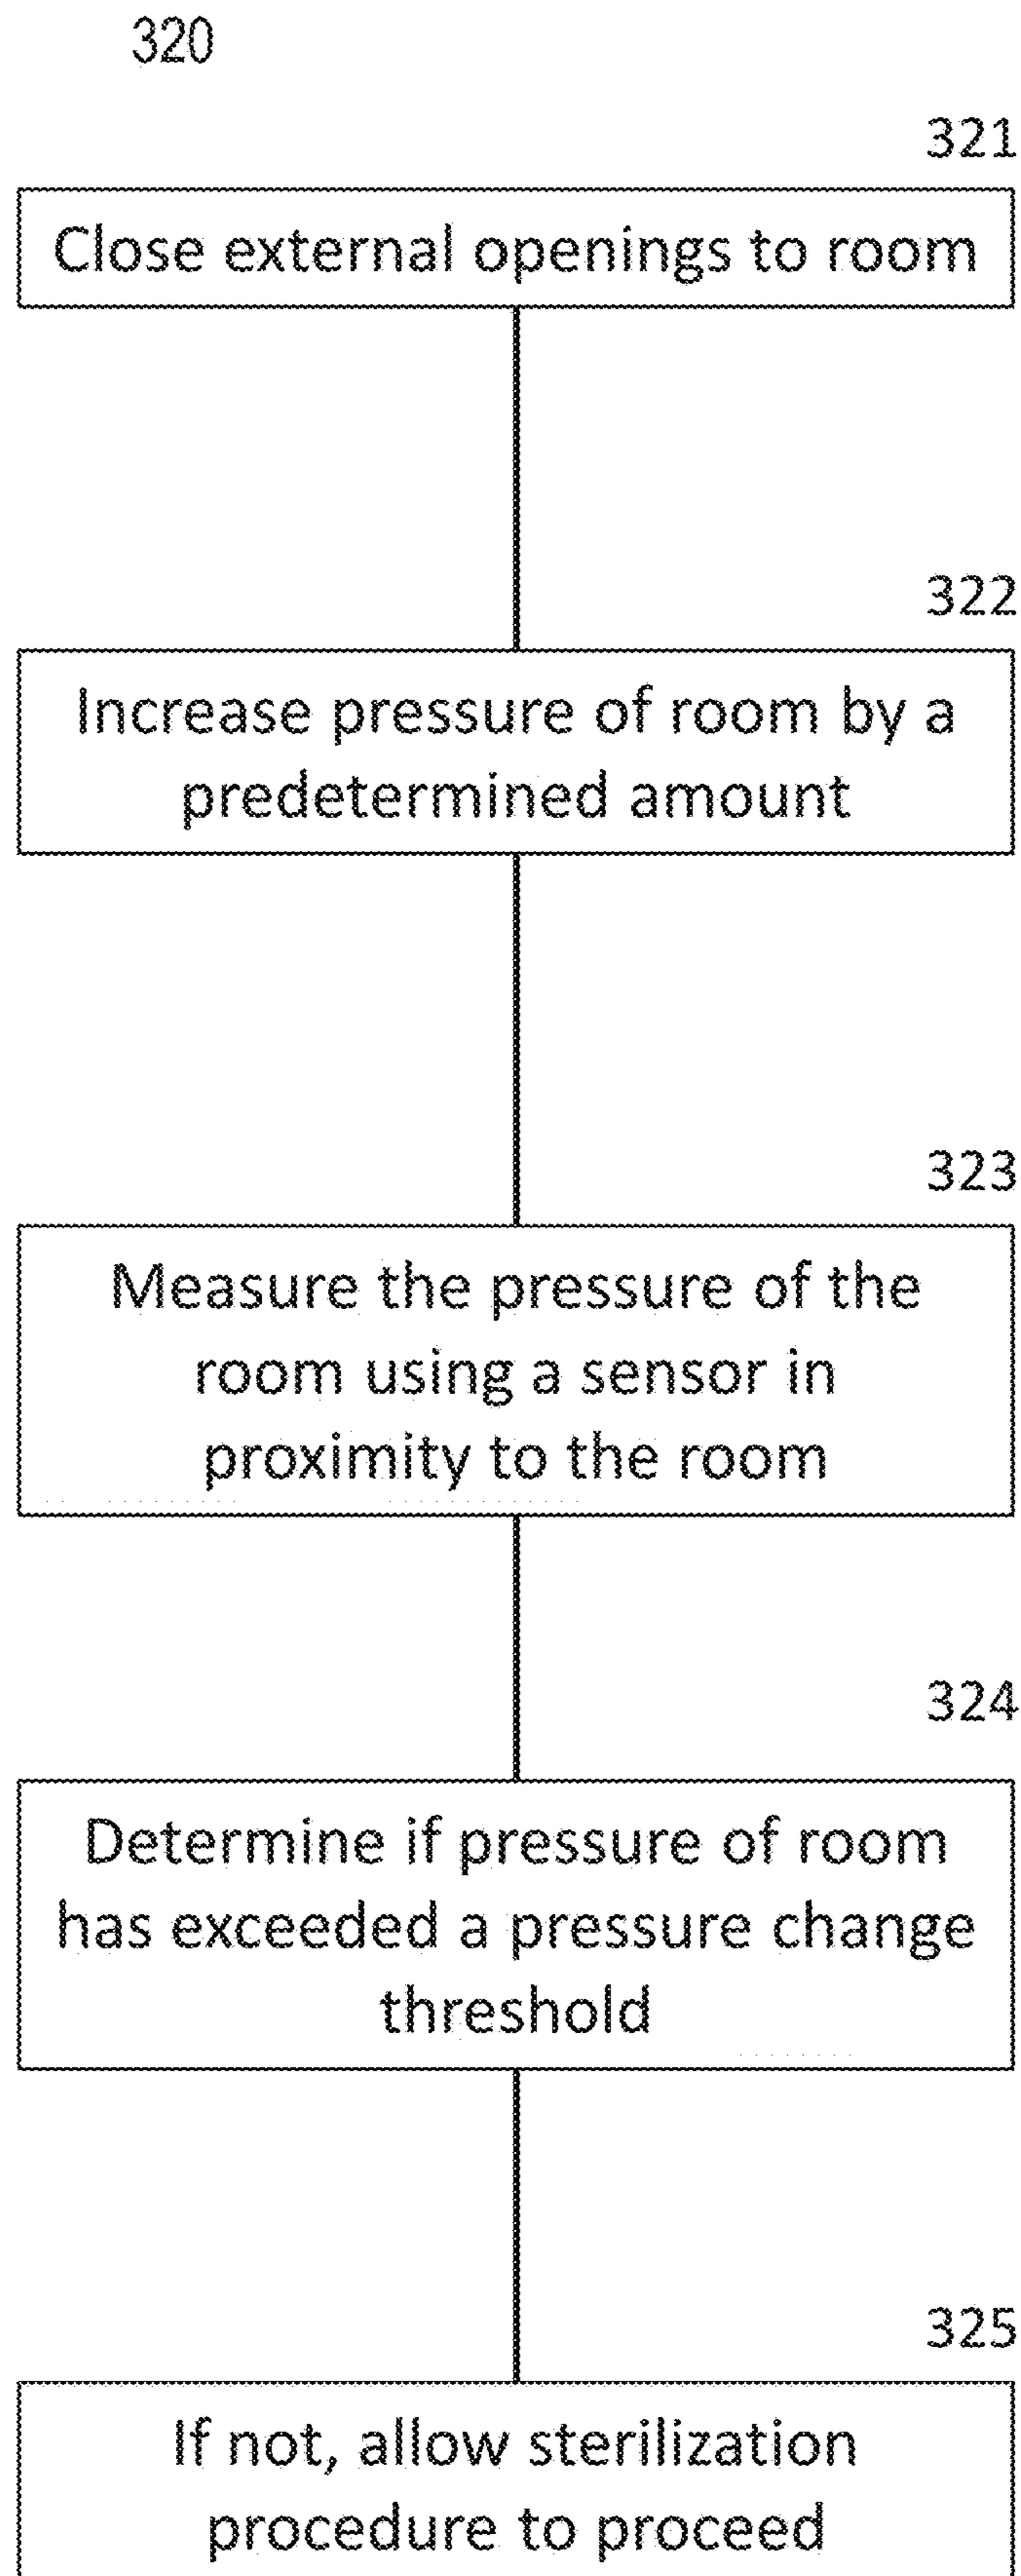 320
321
Close external openings to room
322
Increase pressure of room by a
predetermined amount
323
Measure the pressure of the
room using a sensor in
proximity to the room
324
Determine if pressure of room
has exceeded a pressure change
threshold
325
If not, allow sterilization
procedure to proceed